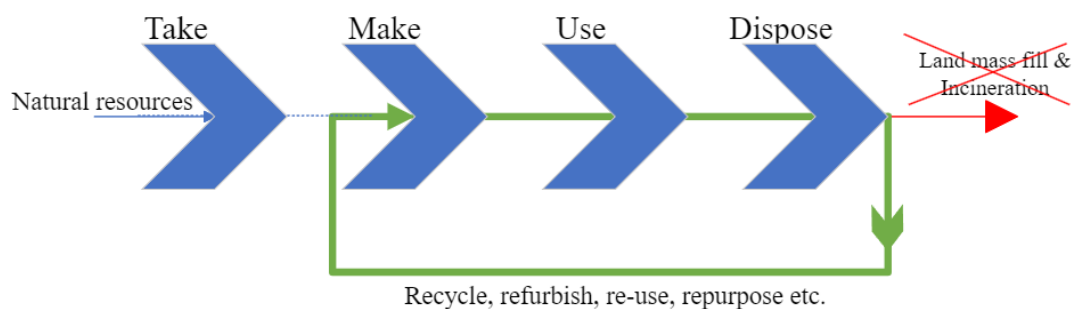 Take
Make
Use
Dispose
Land mass fill &
Incineration
Natural resources
Recycle, refurbish, re-use, repurpose etc.